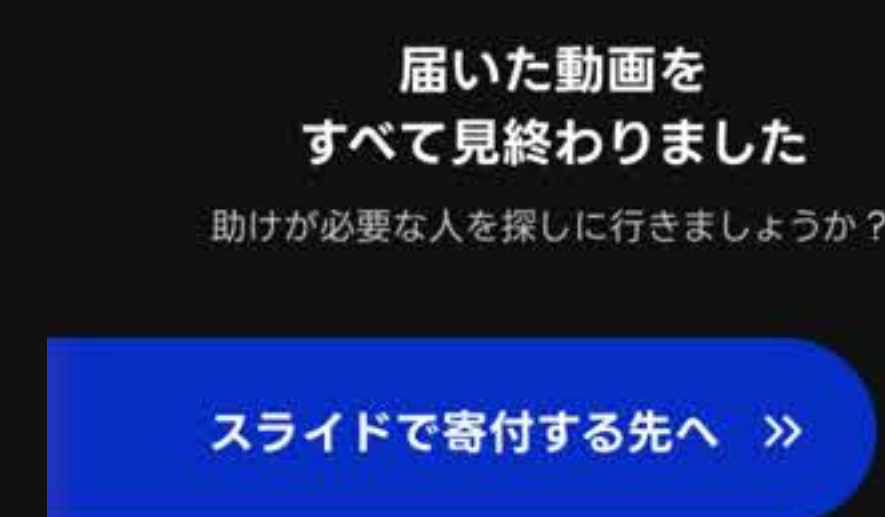 届いた動画を
すべて見終わりました
助けが必要な人を探しに行きましょうか？
スライドで寄付する先へ »